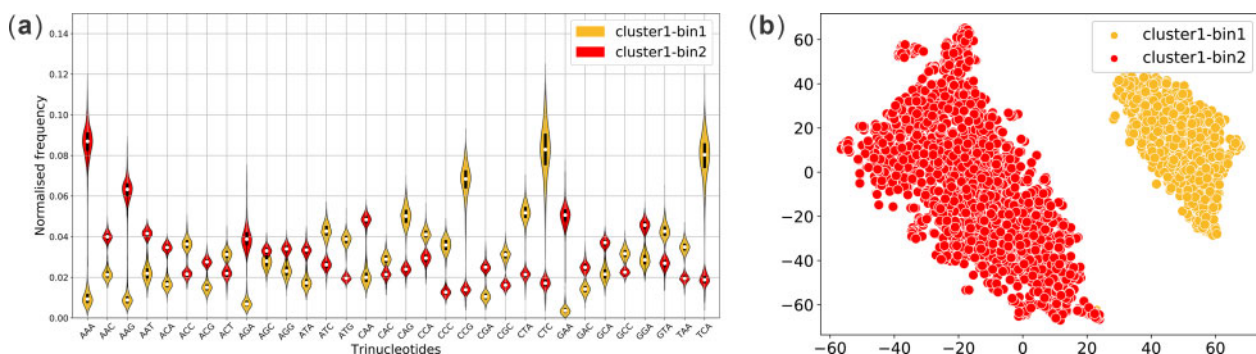 (a)
0.14
0.12
0.10
0.08
0.06
0.04
0.02
0.00
Normalised frequency
cluster1-bin1
cluster1-bin2
AAA AAC AAG AAT ACA ACC ACG ACT AGA AGC AGG ATA ATC ATG CAA CAC CAG CCA CCC CCG CGA CGC CTA CTC GAA GAC GCA GCC GGA GTA TAA TCA
Trinucleotides
(b)
60
40
20
0
−20
−40
−60
cluster1-bin1
cluster1-bin2
−60 −40 −20 0 20 40 60